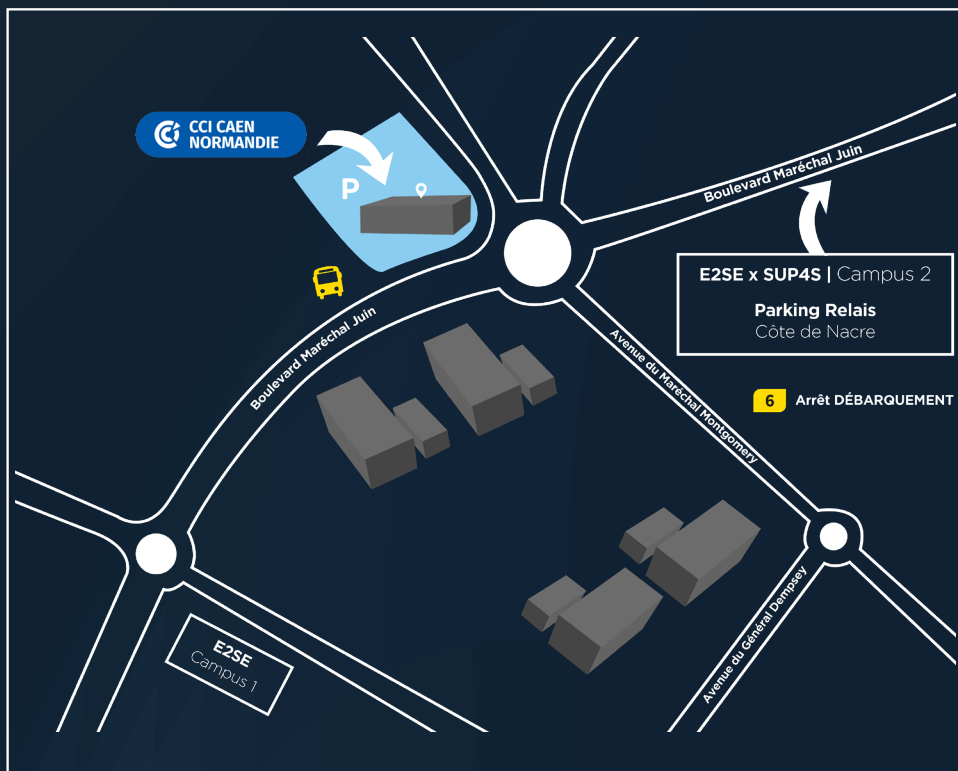 CCI CAEN
NORMANDIE
P
Boulevard Maréchal Juin
E2SE x SUP4S | Campus 2
Parking Relais
Côte de Nacre
Boulevard Maréchal Juin
Avenue du Maréchal Montgomery
6 Arrêt DÉBARQUEMENT
Avenue du Général Dempsey
E2SE
Campus 1